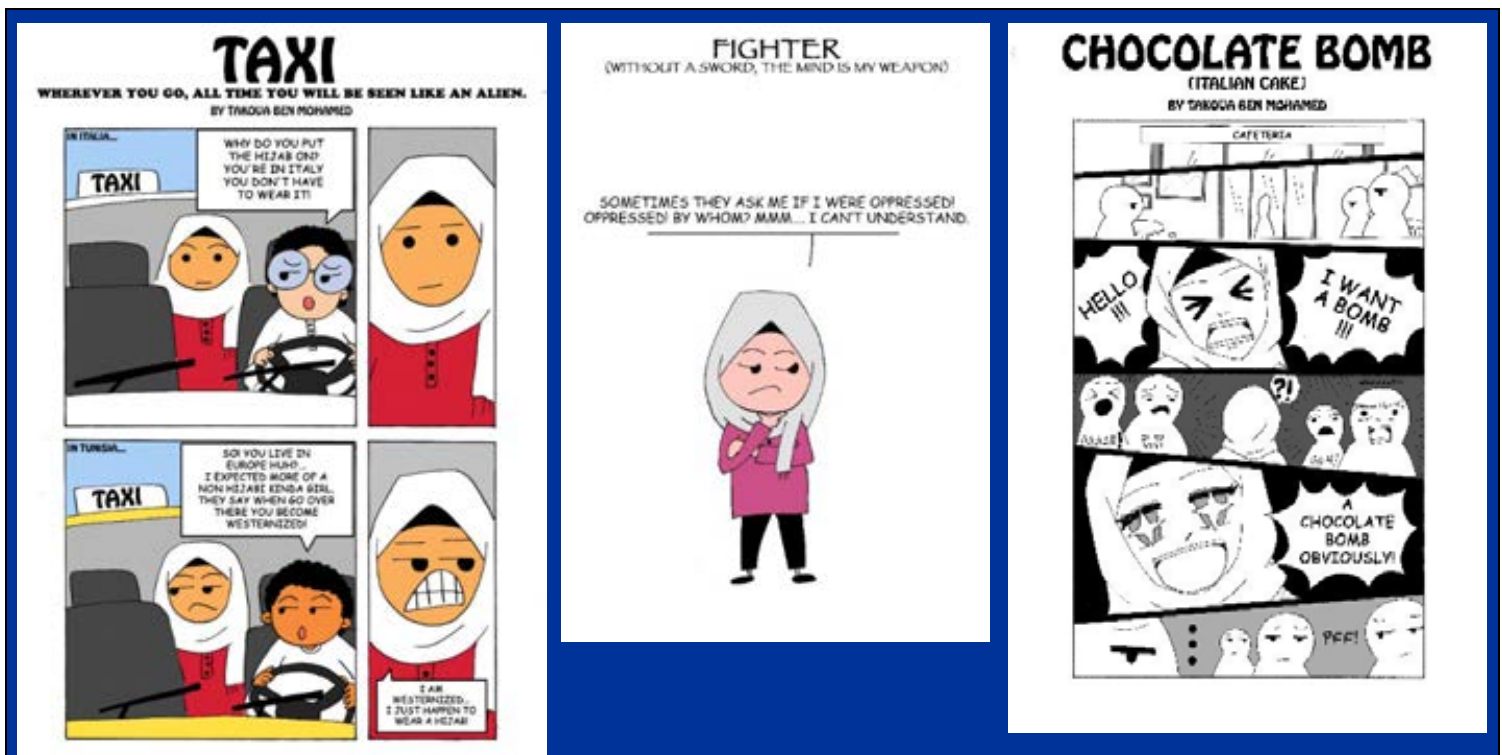 TAXI
WHEREVER YOU GO, ALL TIME YOU WILL BE SEEN LIKE AN ALIEN.
BY TAKOUA BEN MOHAMED
IN ITALIA...
WHY DO YOU PUT
THE HIJAB ON?
YOU'RE IN ITALY
YOU DON'T HAVE
TO WEAR IT!
TAXI
IN TUNISIA...
SO! YOU LIVE IN
EUROPE HUH?...
I EXPECTED MORE OF A
NON HIJABI KINDA GIRL,
THEY SAY WHEN GO OVER
THERE YOU BECOME
WESTERNIZED!
TAXI
I AM
WESTERNIZED...
I JUST HAPPEN TO
WEAR A HIJAB!
FIGHTER
(WITHOUT A SWORD, THE MIND IS MY WEAPON)
SOMETIMES THEY ASK ME IF I WERE OPPRESSED!
OPPRESSED! BY WHOM? MMM.... I CAN'T UNDERSTAND.
CHOCOLATE BOMB
(ITALIAN CAKE)
BY TAKOUA BEN MOHAMED
CAFETERIA
HELLO
!!!
I WANT
A BOMB
!!!
?!
A
CHOCOLATE
BOMB
OBVIOUSLY!
PFF!